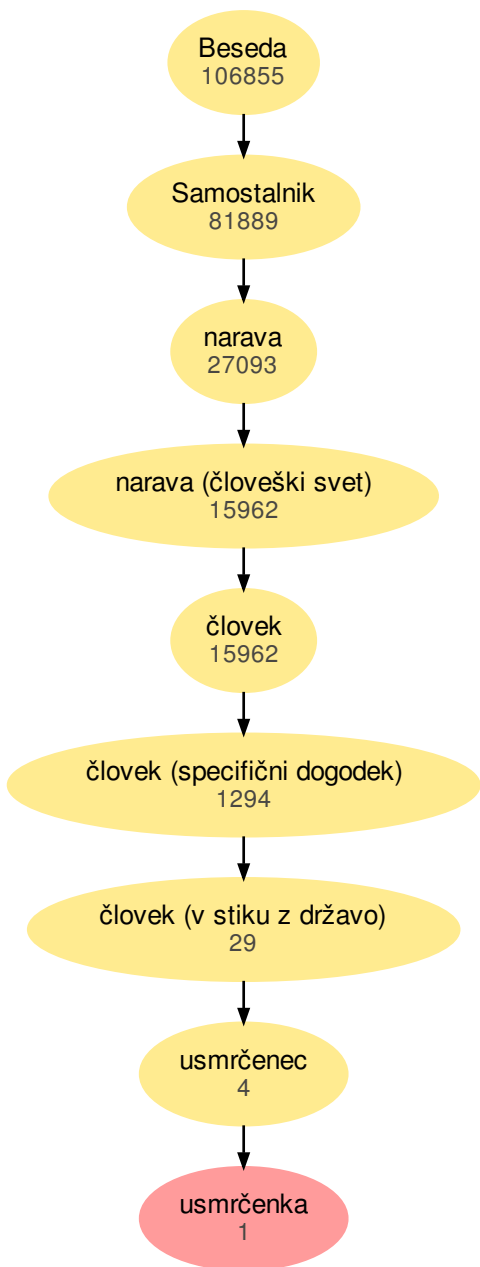 Beseda
106855
Samostalnik
81889
narava
27093
narava (človeški svet)
15962
človek
15962
človek (specifični dogodek)
1294
človek (v stiku z državo)
29
usmrčenec
4
usmrčenka
1